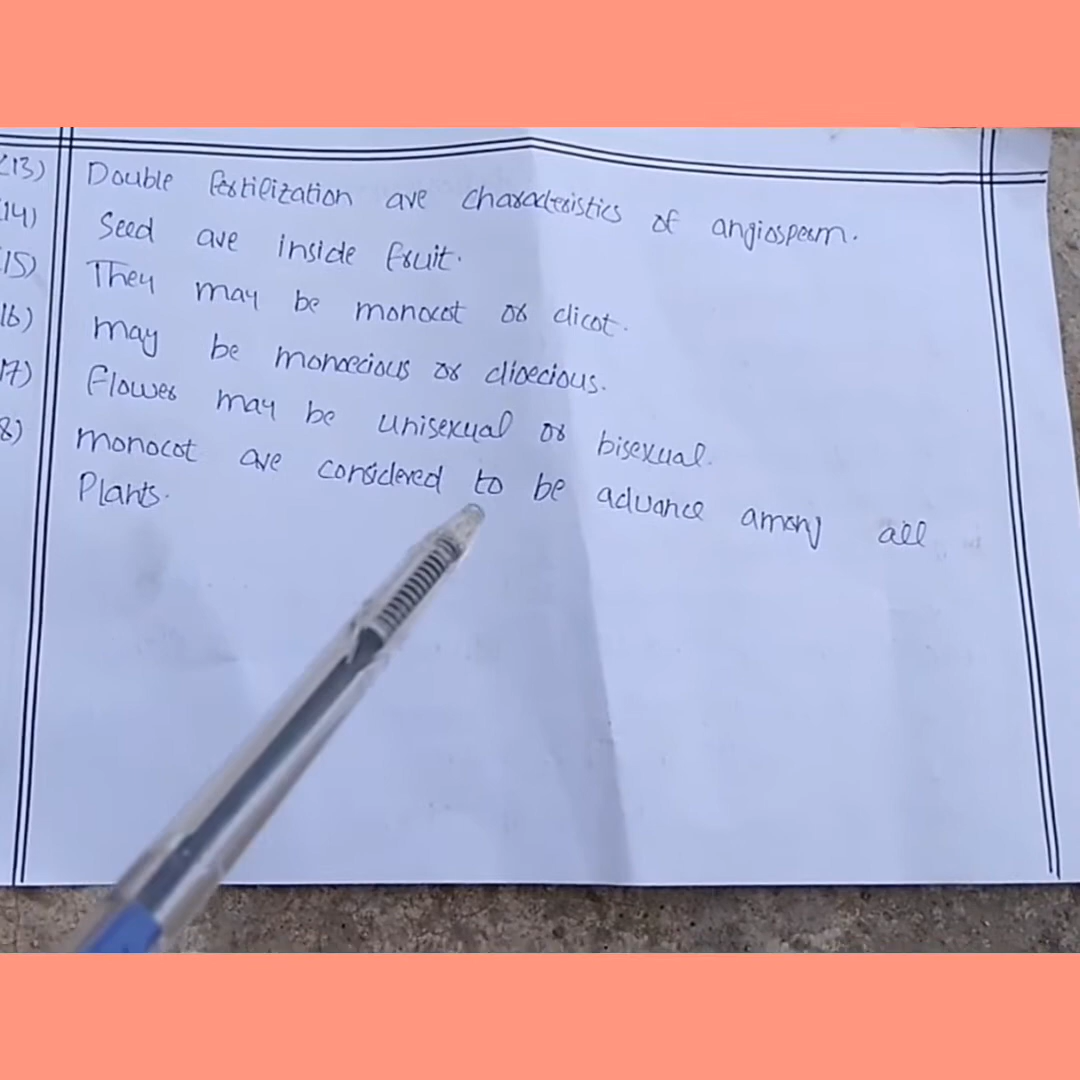 (13) Double fertilization are characteristics of angiosperm.
(14) Seed are inside fruit.
(15) They may be monocot or dicot.
16) may be monoecious or dioecious.
17) Flower may be unisexual or bisexual.
8) monocot are considered to be advance among all
Plants.